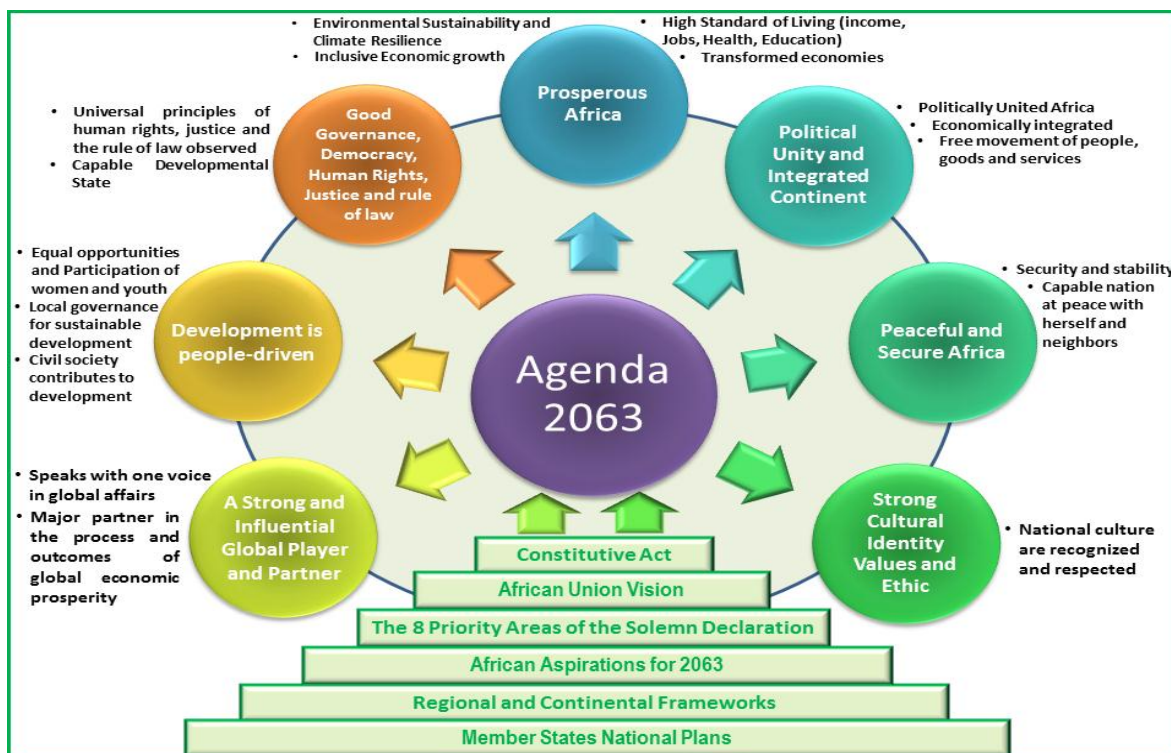 Environmental Sustainability and
Climate Resilience
Inclusive Economic growth
High Standard of Living (income,
Jobs, Health, Education)
Transformed economies
Prosperous
Africa
Universal principles of
human rights, justice and
the rule of law observed
Capable Developmental
State
Good
Governance,
Democracy,
Human Rights,
Justice and rule
of law
Political
Unity and
Integrated
Continent
Politically United Africa
Economically integrated
Free movement of people,
goods and services
Equal opportunities
and Participation of
women and youth
Local governance
for sustainable
development
Civil society
contributes to
development
Development is
people-driven
Agenda
2063
Peaceful and
Secure Africa
Security and stability
Capable nation
at peace with
herself and
neighbors
Speaks with one voice
in global affairs
Major partner in
the process and
outcomes of
global economic
prosperity
A Strong and
Influential
Global Player
and Partner
Strong
Cultural
Identity
Values and
Ethic
National culture
are recognized
and respected
Constitutive Act
African Union Vision
The 8 Priority Areas of the Solemn Declaration
African Aspirations for 2063
Regional and Continental Frameworks
Member States National Plans